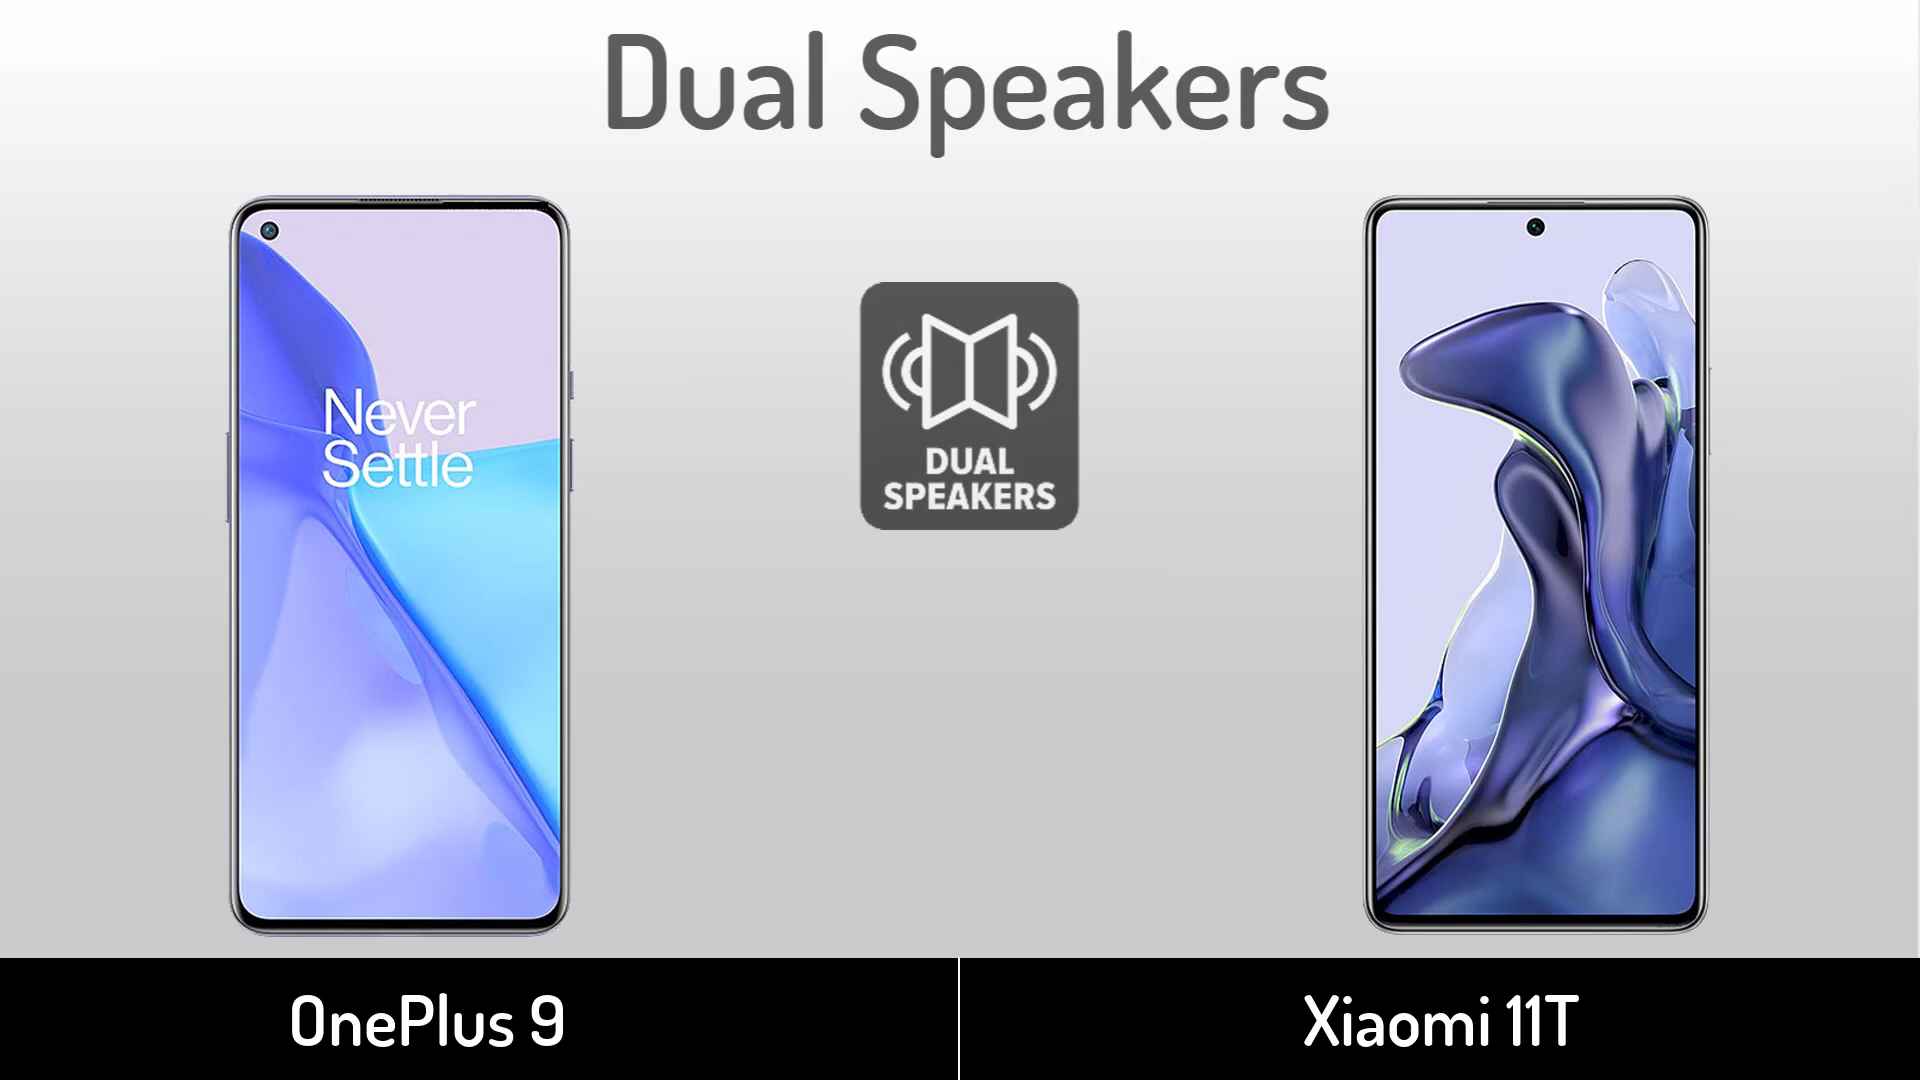 Dual Speakers
Never
Settle
DUAL
SPEAKERS
OnePlus 9
Xiaomi 11T